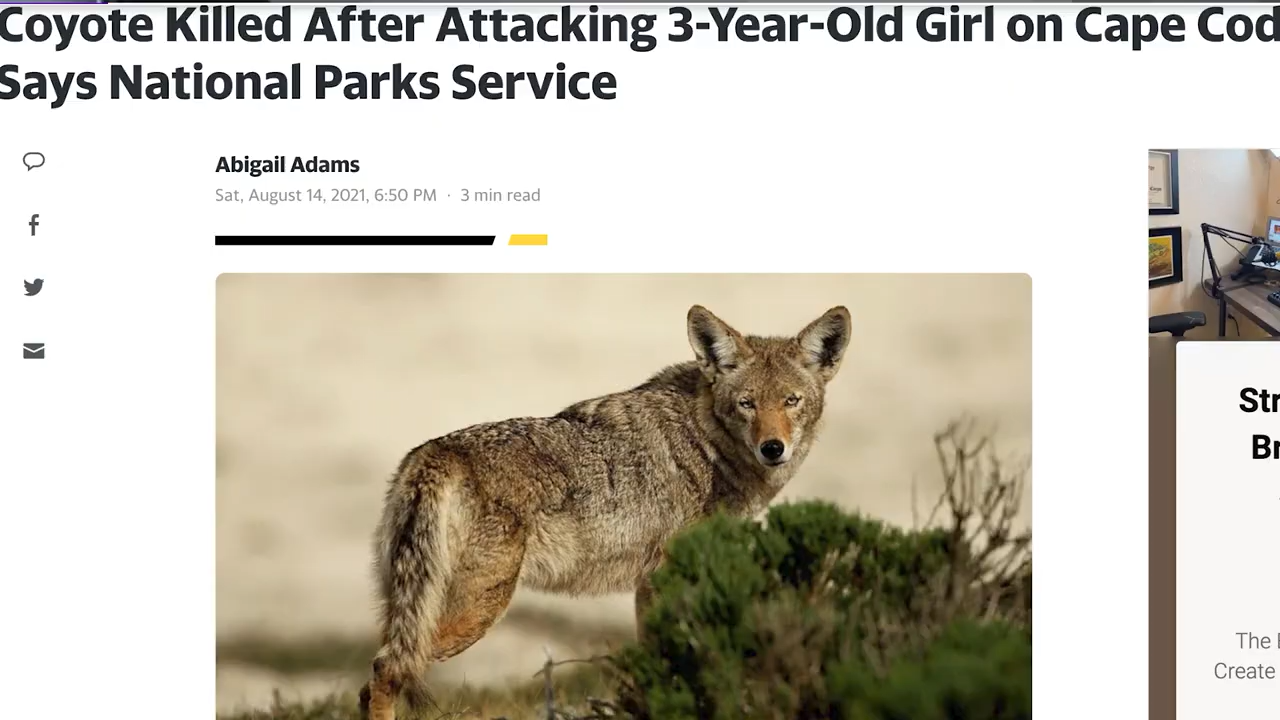 Coyote Killed After Attacking 3-Year-Old Girl on Cape Cod
Says National Parks Service
Abigail Adams
Sat, August 14, 2021, 6:50 PM · 3 min read
Str
Br
The E
Create